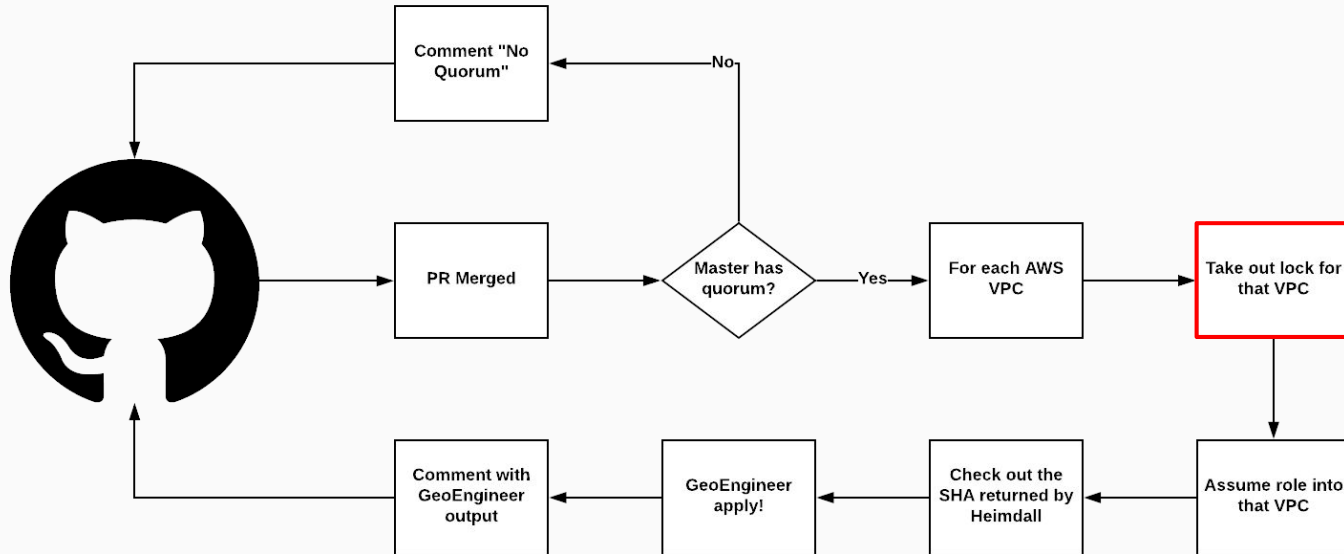 Comment "No
Quorum"
No
PR Merged
Master has
quorum?
Yes
For each AWS
VPC
Take out lock for
that VPC
Comment with
GeoEngineer
output
GeoEngineer
apply!
Check out the
SHA returned by
Heimdall
Assume role into
that VPC